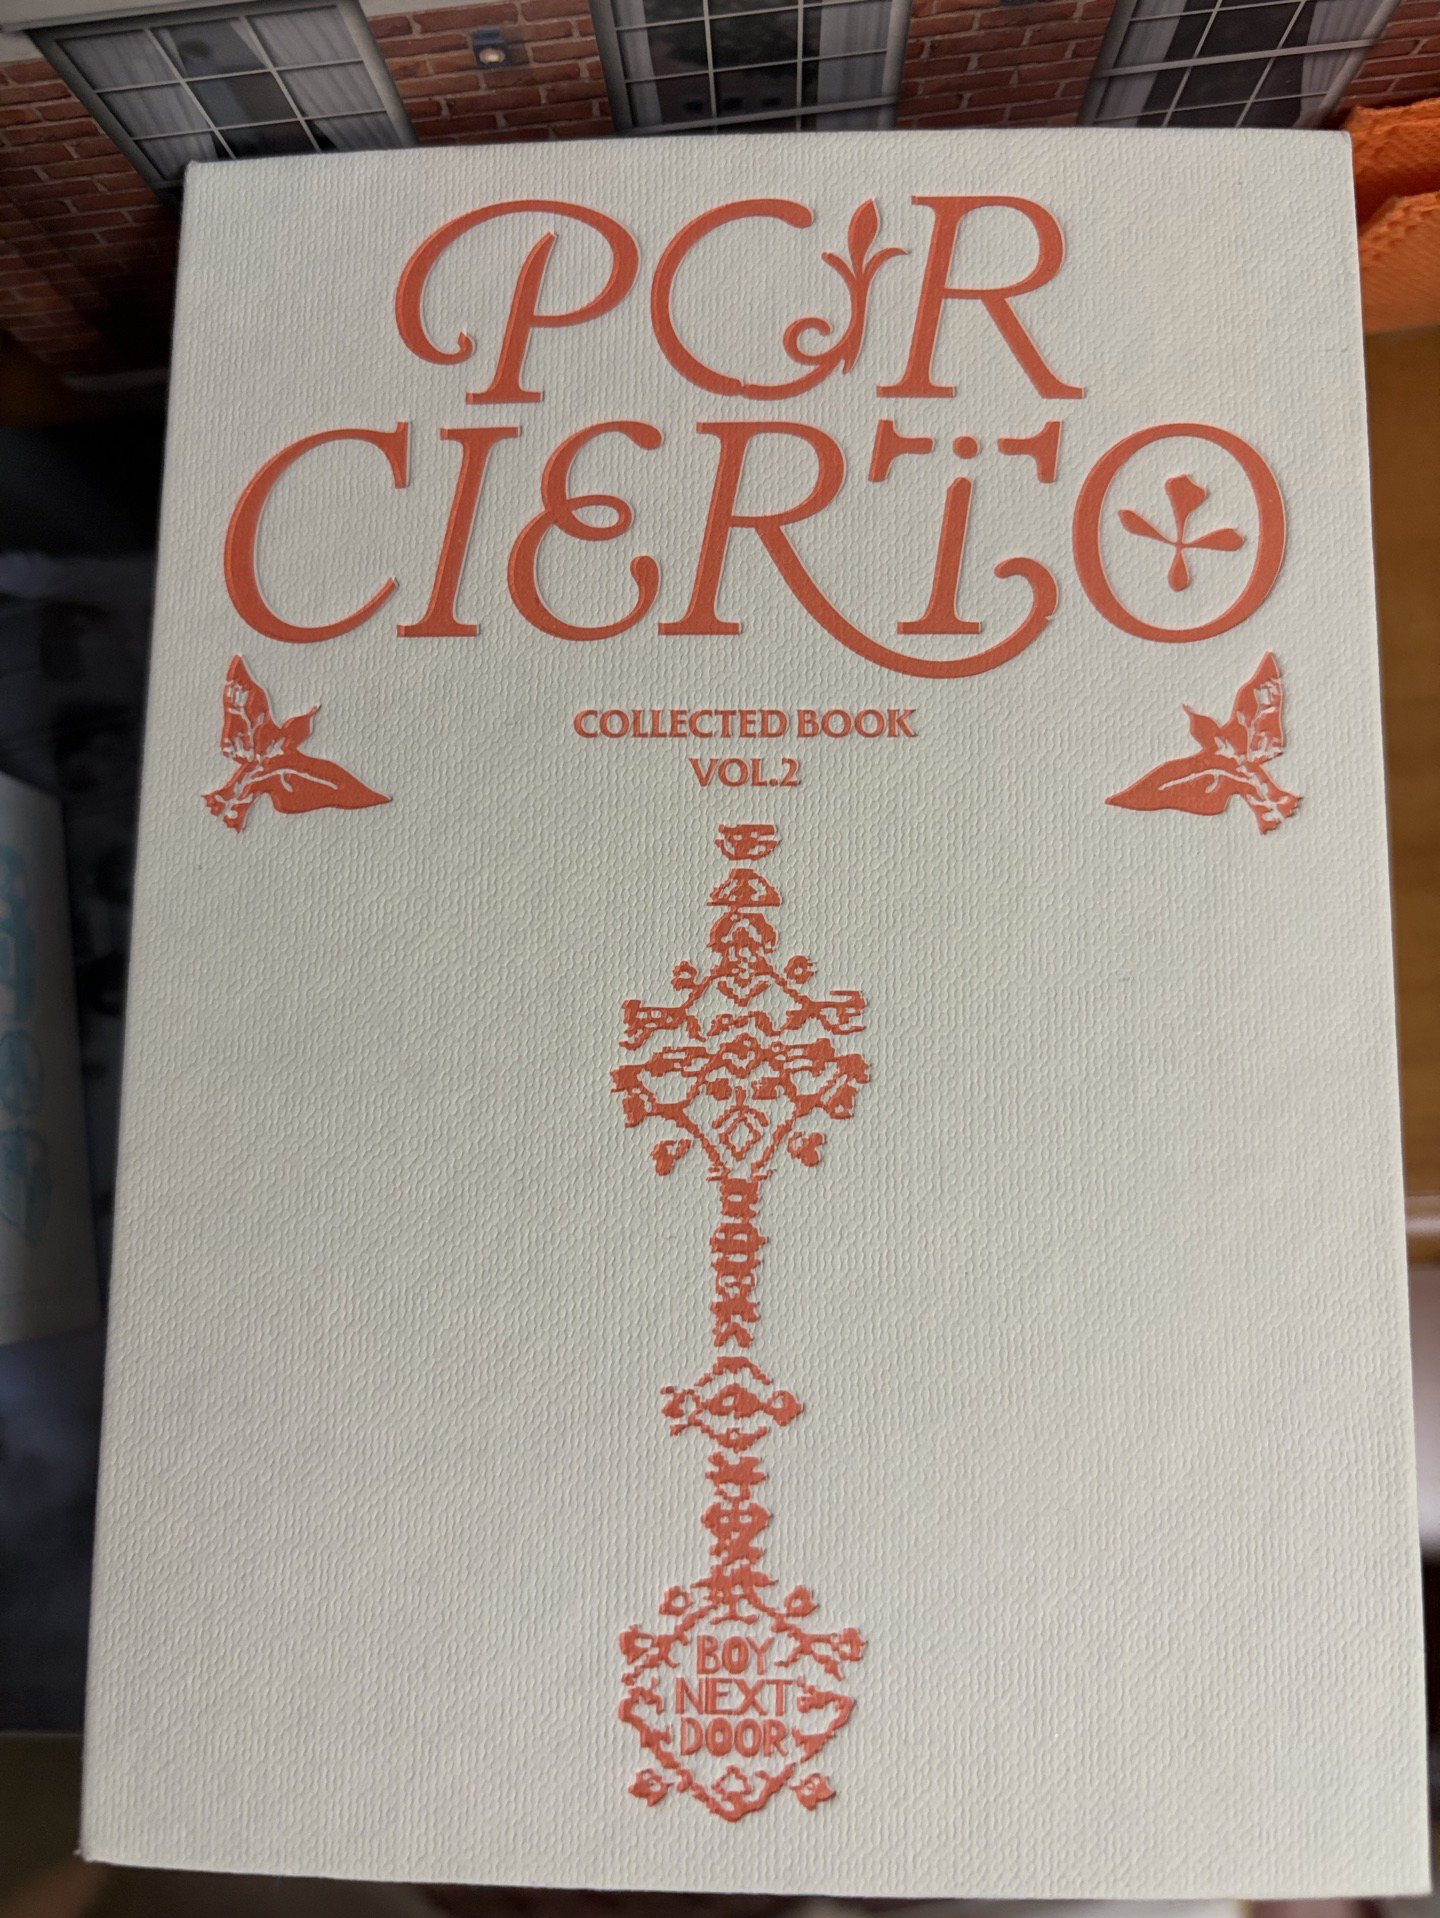 POR
CIERTO
COLLECTED BOOK
VOL.2
BOY
NEXT
DOOR